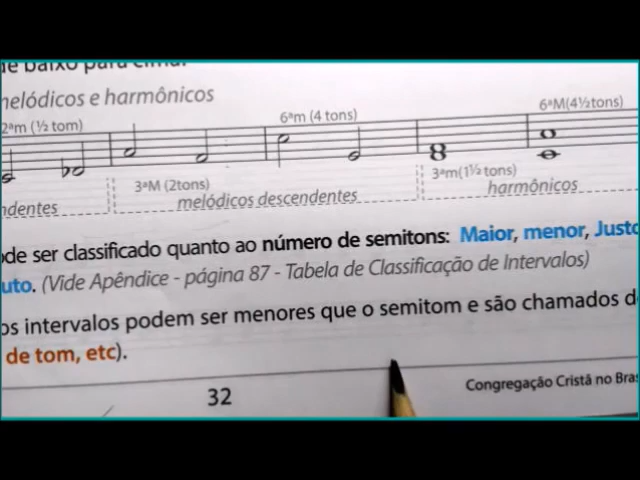 de baixo para cima.
melódicos e harmônicos
2ªm (½ tom)
6ªm (4 tons)
6ªM(4½tons)
3ªM (2tons)
3ªm(1½ tons)
ndentes
melódicos descendentes
harmônicos
ode ser classificado quanto ao número de semitons: Maior, menor, Justo
uto. (Vide Apêndice - página 87 - Tabela de Classificação de Intervalos)
os intervalos podem ser menores que o semitom e são chamados d
de tom, etc).
32
Congregação Cristã no Bras